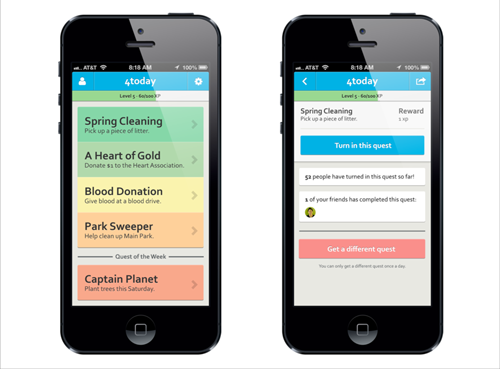 AT&T 8:18 AM 100%
4today
Level 5 - 60/100 XP
Spring Cleaning
Pick up a piece of litter.
A Heart of Gold
Donate $1 to the Heart Association.
Blood Donation
Give blood at a blood drive.
Park Sweeper
Help clean up Main Park.
Quest of the Week
Captain Planet
Plant trees this Saturday.
AT&T 8:18 AM 100%
4today
Level 5 - 60/100 XP
Spring Cleaning Reward
Pick up a piece of litter. 1 xp
Turn in this quest
52 people have turned in this quest so far!
1 of your friends has completed this quest:
Get a different quest
You can only get a different quest once a day.